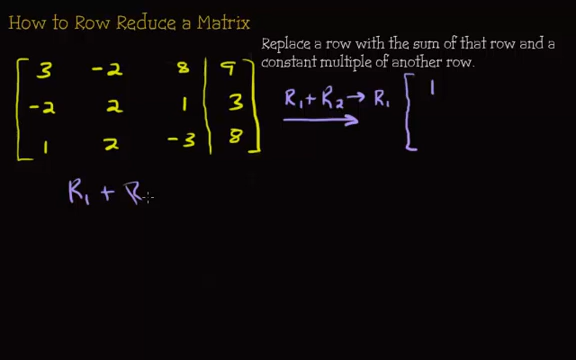 How to Row Reduce a Matrix
Replace a row with the sum of that row and a
constant multiple of another row.
3 -2 8 9
-2 2 1 3
1 2 -3 8
R₁ + R₂ → R₁
1
R₁ + R